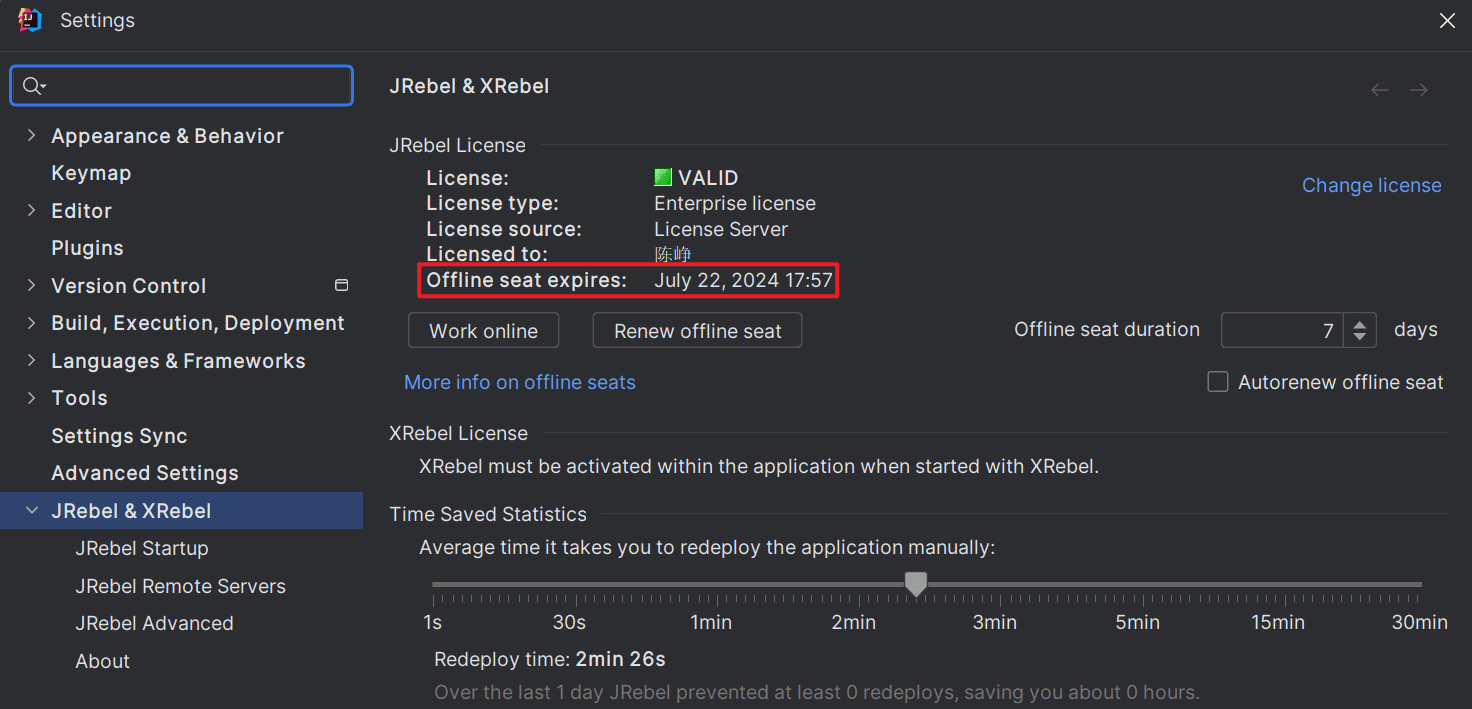 Settings
JRebel & XRebel
Appearance & Behavior
Keymap
Editor
Plugins
Version Control
Build, Execution, Deployment
Languages & Frameworks
Tools
Settings Sync
Advanced Settings
JRebel & XRebel
JRebel Startup
JRebel Remote Servers
JRebel Advanced
About
JRebel License
License: VALID
Change license
License type: Enterprise license
License source: License Server
Licensed to: 陈峥
Offline seat expires: July 22, 2024 17:57
Work online Renew offline seat Offline seat duration 7 days
More info on offline seats Autorenew offline seat
XRebel License
XRebel must be activated within the application when started with XRebel.
Time Saved Statistics
Average time it takes you to redeploy the application manually:
1s 30s 1min 2min 3min 5min 15min 30min
Redeploy time: 2min 26s
Over the last 1 day JRebel prevented at least 0 redeploys, saving you about 0 hours.